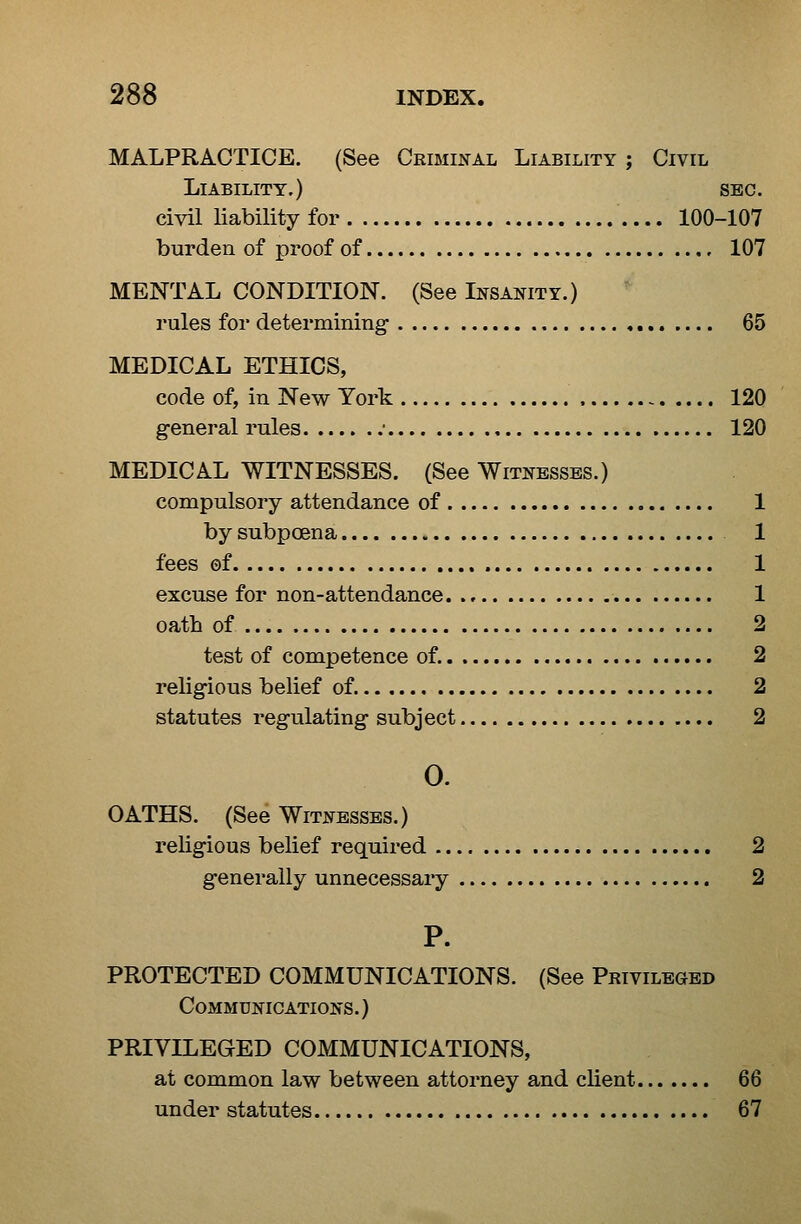 288 INDEX.
MALPRACTICE. (See Criminal Liability ; Civil
Liability.) SEC.
civil liability for . . . . . . . . . . . . . . . . . . . . . . . . . . . . . . . 100-107
burden of proof of . . . . . . . . . . . . . . . . . . . . . . . . . . . . . . . 107
MENTAL CONDITION. (See Insanity.)
rules for determining . . . . . . . . . . . . . . . . . . . . . . . . . . . . . . . 65
MEDICAL ETHICS,
code of, in New York . . . . . . . . . . . . . . . . . . . . . . . . . . . . . . . 120
general rules . . . . . . . . . . . . . . . . . . . . . . . . . . . . . . . 120
MEDICAL WITNESSES. (See Witnesses.)
compulsory attendance of . . . . . . . . . . . . . . . . . . . . . . . . . . . . . . . 1
by subpœna . . . . . . . . . . . . . . . . . . . . . . . . . . . . . . . 1
fees of . . . . . . . . . . . . . . . . . . . . . . . . . . . . . . . 1
excuse for non-attendance . . . . . . . . . . . . . . . . . . . . . . . . . . . . . . . 1
oath of . . . . . . . . . . . . . . . . . . . . . . . . . . . . . . . 2
test of competence of . . . . . . . . . . . . . . . . . . . . . . . . . . . . . . . 2
religious belief of . . . . . . . . . . . . . . . . . . . . . . . . . . . . . . . 2
statutes regulating subject . . . . . . . . . . . . . . . . . . . . . . . . . . . . . . . 2
O.
OATHS. (See Witnesses.)
religious belief required . . . . . . . . . . . . . . . . . . . . . . . . . . . . . . . 2
generally unnecessary . . . . . . . . . . . . . . . . . . . . . . . . . . . . . . . 2
P.
PROTECTED COMMUNICATIONS. (See Privileged
Communications.)
PRIVILEGED COMMUNICATIONS,
at common law between attorney and client . . . . . . . 66
under statutes . . . . . . . . . . . . . . . . . . . . . . . . . . . . . . . 67